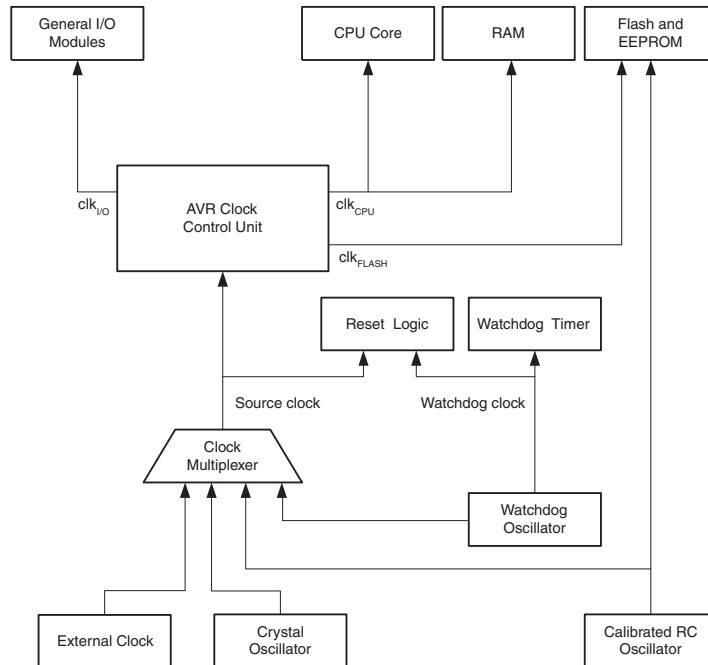 General I/O
Modules
CPU Core
RAM
Flash and
EEPROM
clkI/O
AVR Clock
Control Unit
clkCPU
clkFLASH
Reset Logic
Watchdog Timer
Source clock
Watchdog clock
Clock
Multiplexer
Watchdog
Oscillator
External Clock
Crystal
Oscillator
Calibrated RC
Oscillator